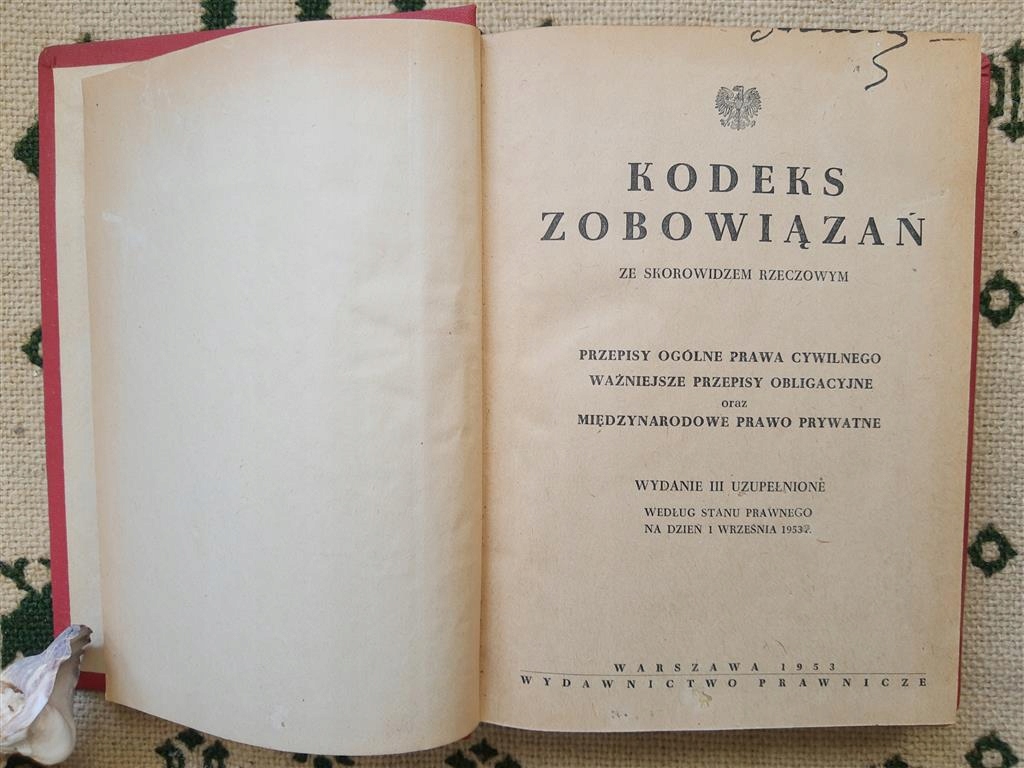 KODEKS
ZOBOWIĄZAŃ
ZE SKOROWIDZEM RZECZOWYM
PRZEPISY OGÓLNE PRAWA CYWILNEGO
WAŻNIEJSZE PRZEPISY OBLIGACYJNE
oraz
MIĘDZYNARODOWE PRAWO PRYWATNE
WYDANIE III UZUPEŁNIONE
WEDŁUG STANU PRAWNEGO
NA DZIEŃ 1 WRZEŚNIA 1953 r.
WARSZAWA 1953
WYDAWNICTWO PRAWNICZE